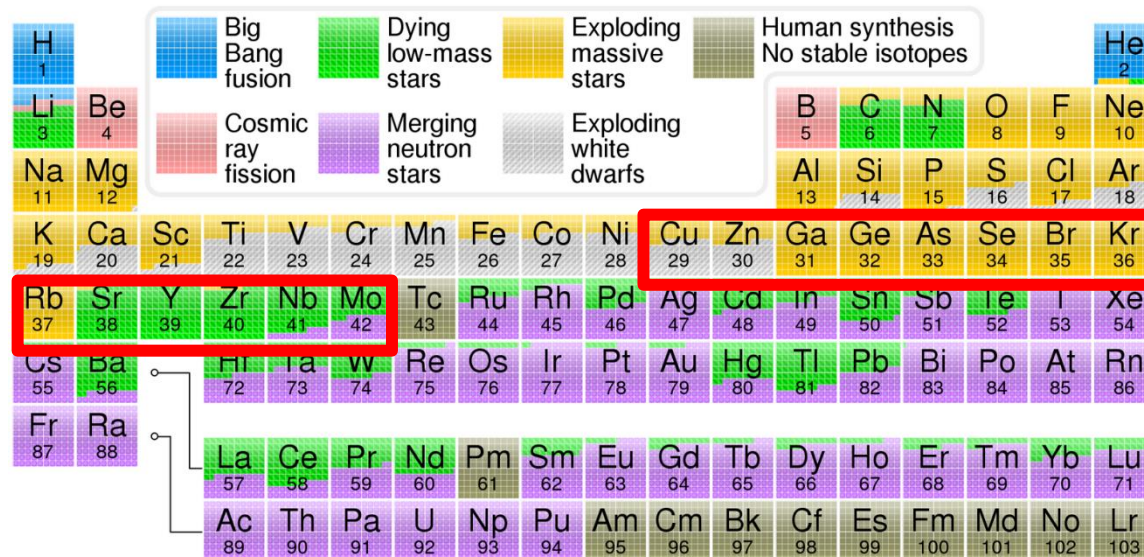 H
1
Big
Bang
fusion
Dying
low-mass
stars
Exploding
massive
stars
Human synthesis
No stable isotopes
He
2
Li
3
Be
4
Cosmic
ray
fission
Merging
neutron
stars
Exploding
white
dwarfs
B
5
C
6
N
7
O
8
F
9
Ne
10
Na
11
Mg
12
Al
13
Si
14
P
15
S
16
Cl
17
Ar
18
K
19
Ca
20
Sc
21
Ti
22
V
23
Cr
24
Mn
25
Fe
26
Co
27
Ni
28
Cu
29
Zn
30
Ga
31
Ge
32
As
33
Se
34
Br
35
Kr
36
Rb
37
Sr
38
Y
39
Zr
40
Nb
41
Mo
42
Tc
43
Ru
44
Rh
45
Pd
46
Ag
47
Cd
48
In
49
Sn
50
Sb
51
Te
52
I
53
Xe
54
Cs
55
Ba
56
Hf
72
Ta
73
W
74
Re
75
Os
76
Ir
77
Pt
78
Au
79
Hg
80
Tl
81
Pb
82
Bi
83
Po
84
At
85
Rn
86
Fr
87
Ra
88
La
57
Ce
58
Pr
59
Nd
60
Pm
61
Sm
62
Eu
63
Gd
64
Tb
65
Dy
66
Ho
67
Er
68
Tm
69
Yb
70
Lu
71
Ac
89
Th
90
Pa
91
U
92
Np
93
Pu
94
Am
95
Cm
96
Bk
97
Cf
98
Es
99
Fm
100
Md
101
No
102
Lr
103